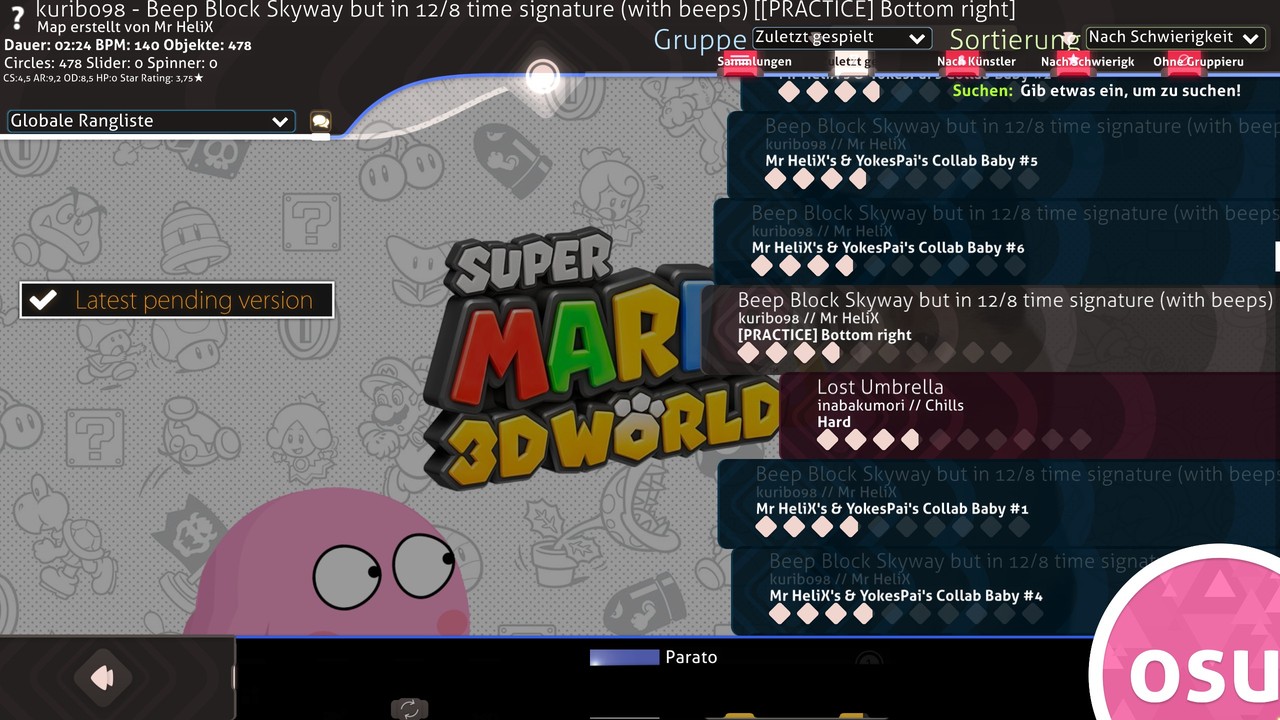 kuribo98 - Beep Block Skyway but in 12/8 time signature (with beeps) [[PRACTICE] Bottom right]
Map erstellt von Mr HeliX
Dauer: 02:24 BPM: 140 Objekte: 478
Circles: 478 Slider: 0 Spinner: 0
CS:4,5 AR:9,2 OD:8,5 HP:0 Star Rating: 3,75★
Gruppe Zuletzt gespielt
Sortierung Nach Schwierigkeit
Sammlungen
Nach Künstler
Nach Schwierigk
Ohne Gruppieru
Suchen: Gib etwas ein, um zu suchen!
Globale Rangliste
Latest pending version
SUPER
MARI
3D WORLD
Beep Block Skyway but in 12/8 time signature (with beeps
kuribo98 // Mr HeliX
Mr HeliX's & YokesPai's Collab Baby #5
Beep Block Skyway but in 12/8 time signature (with beeps
kuribo98 // Mr HeliX
Mr HeliX's & YokesPai's Collab Baby #6
Beep Block Skyway but in 12/8 time signature (with beeps)
kuribo98 // Mr HeliX
[PRACTICE] Bottom right
Lost Umbrella
inabakumori // Chills
Hard
Beep Block Skyway but in 12/8 time signature (with beeps
kuribo98 // Mr HeliX
Mr HeliX's & YokesPai's Collab Baby #1
Beep Block Skyway but in 12/8 time signat
kuribo98 // Mr HeliX
Mr HeliX's & YokesPai's Collab Baby #4
Parato
osu